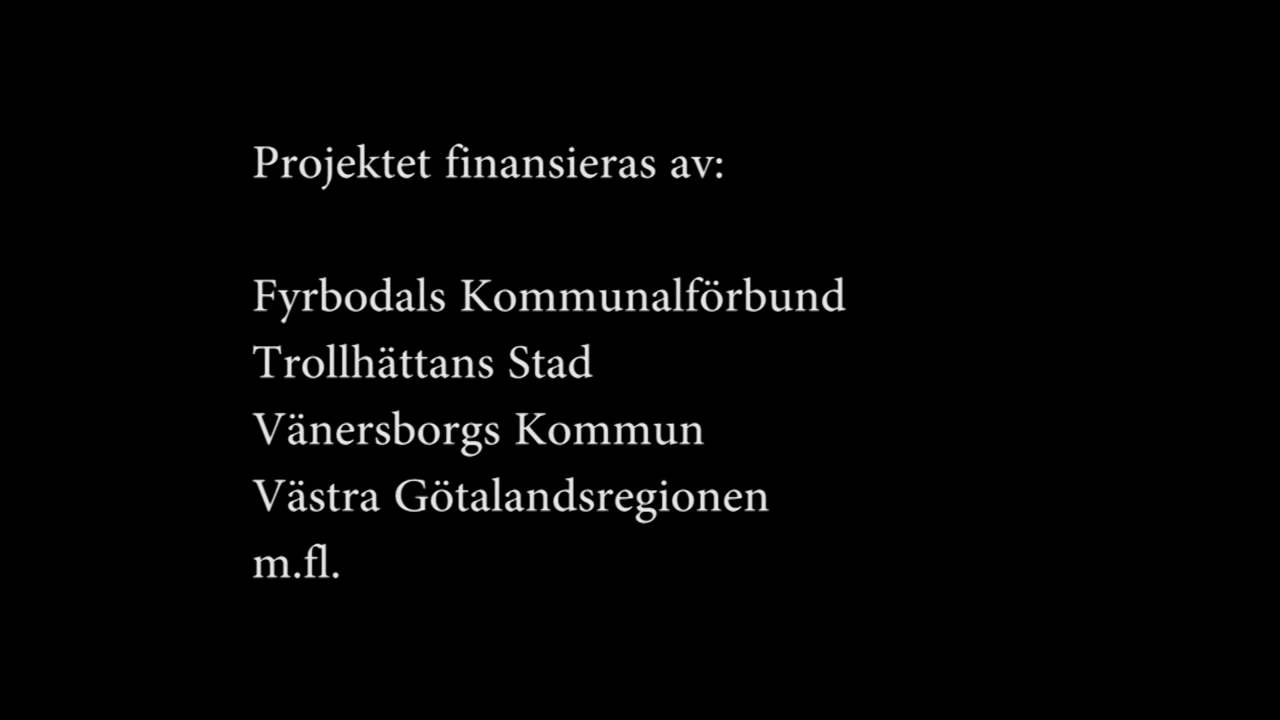 Projektet finansieras av:
Fyrbodals Kommunalförbund
Trollhättans Stad
Vänersborgs Kommun
Västra Götalandsregionen
m.fl.